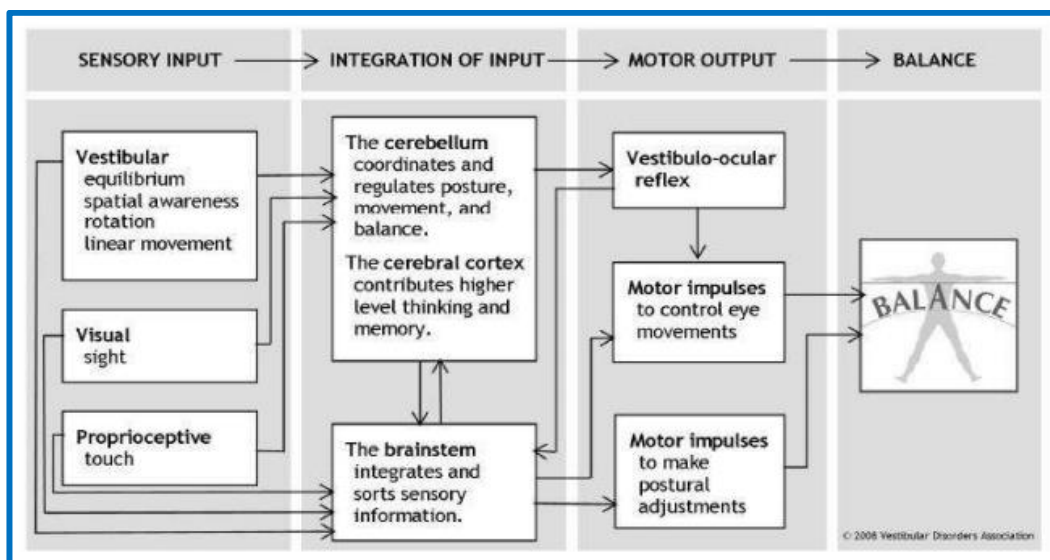 SENSORY INPUT
INTEGRATION OF INPUT
MOTOR OUTPUT
BALANCE
Vestibular
equilibrium
spatial awareness
rotation
linear movement
Visual
sight
Proprioceptive
touch
The cerebellum
coordinates and
regulates posture,
movement, and
balance.
The cerebral cortex
contributes higher
level thinking and
memory.
The brainstem
integrates and
sorts sensory
information.
Vestibulo-ocular
reflex
Motor impulses
to control eye
movements
Motor impulses
to make
postural
adjustments
BALANCE
© 2008 Vestibular Disorders Association